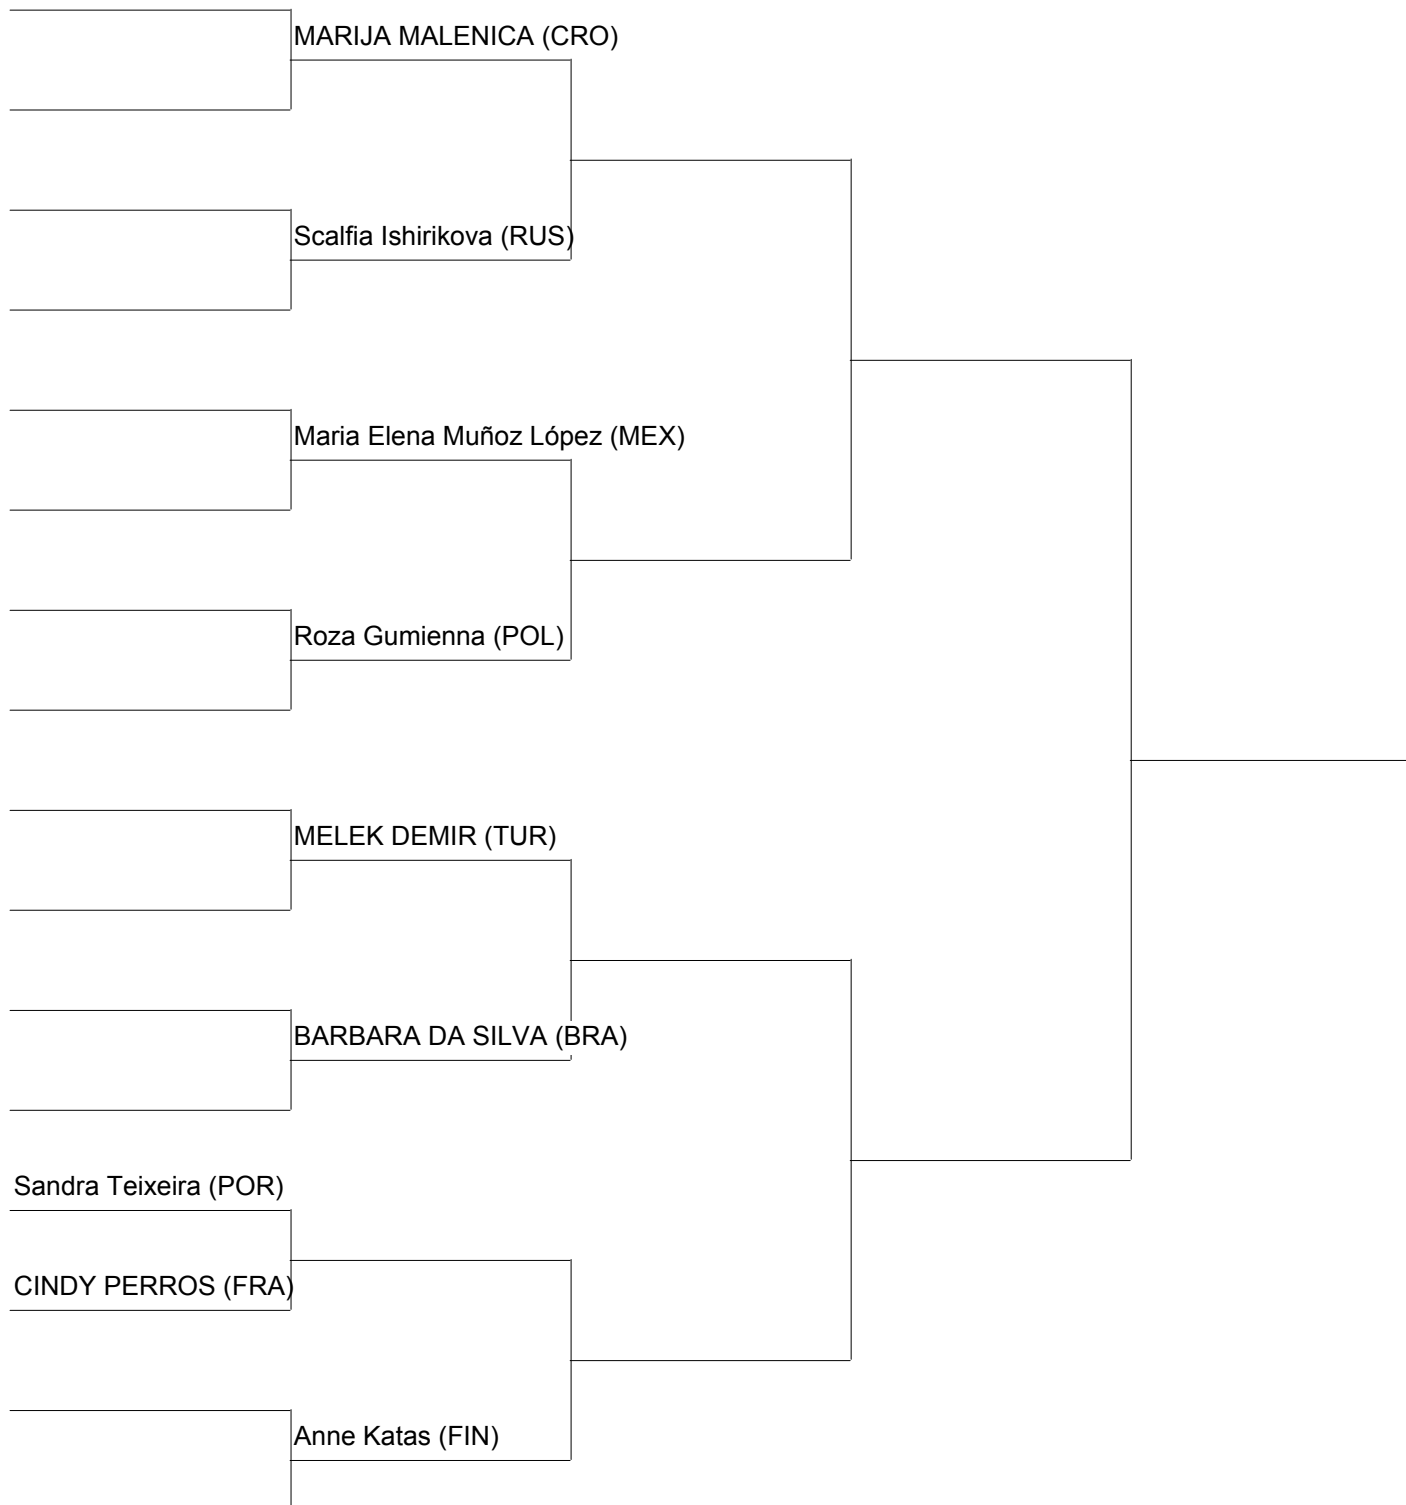 MARIJA MALENICA (CRO)
Scalfia Ishirikova (RUS)
Maria Elena Muñoz López (MEX)
Roza Gumienna (POL)
MELEK DEMIR (TUR)
BARBARA DA SILVA (BRA)
Sandra Teixeira (POR)
CINDY PERROS (FRA)
Anne Katas (FIN)